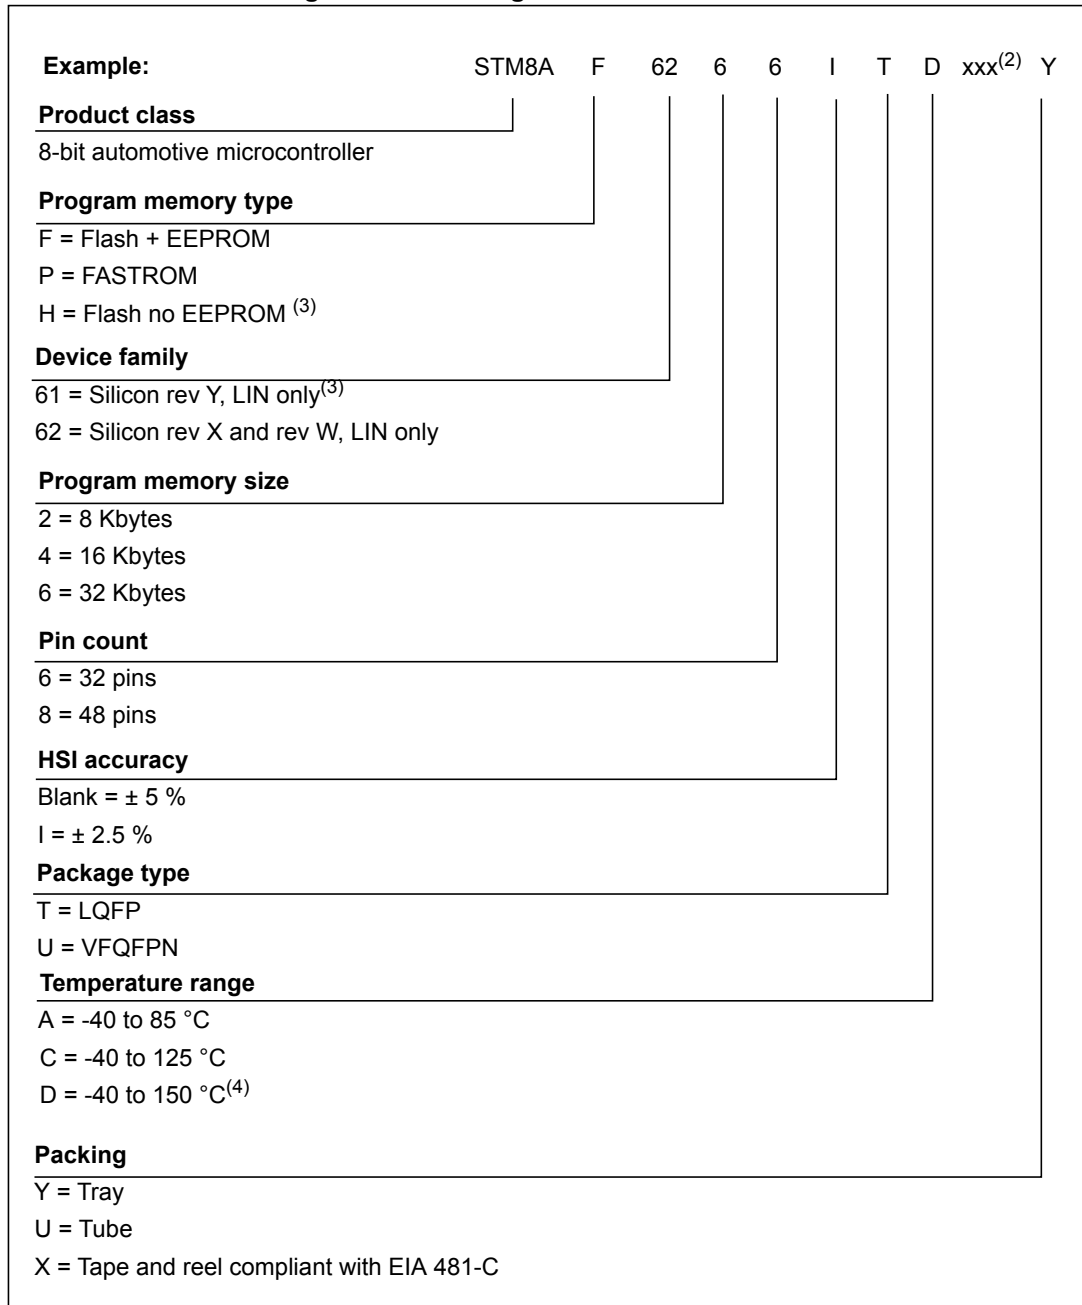 Example: STM8A F 62 6 6 I T D xxx(2) Y
Product class
8-bit automotive microcontroller
Program memory type
F = Flash + EEPROM
P = FASTROM
H = Flash no EEPROM (3)
Device family
61 = Silicon rev Y, LIN only(3)
62 = Silicon rev X and rev W, LIN only
Program memory size
2 = 8 Kbytes
4 = 16 Kbytes
6 = 32 Kbytes
Pin count
6 = 32 pins
8 = 48 pins
HSI accuracy
Blank = ± 5 %
I = ± 2.5 %
Package type
T = LQFP
U = VFQFPN
Temperature range
A = -40 to 85 °C
C = -40 to 125 °C
D = -40 to 150 °C(4)
Packing
Y = Tray
U = Tube
X = Tape and reel compliant with EIA 481-C